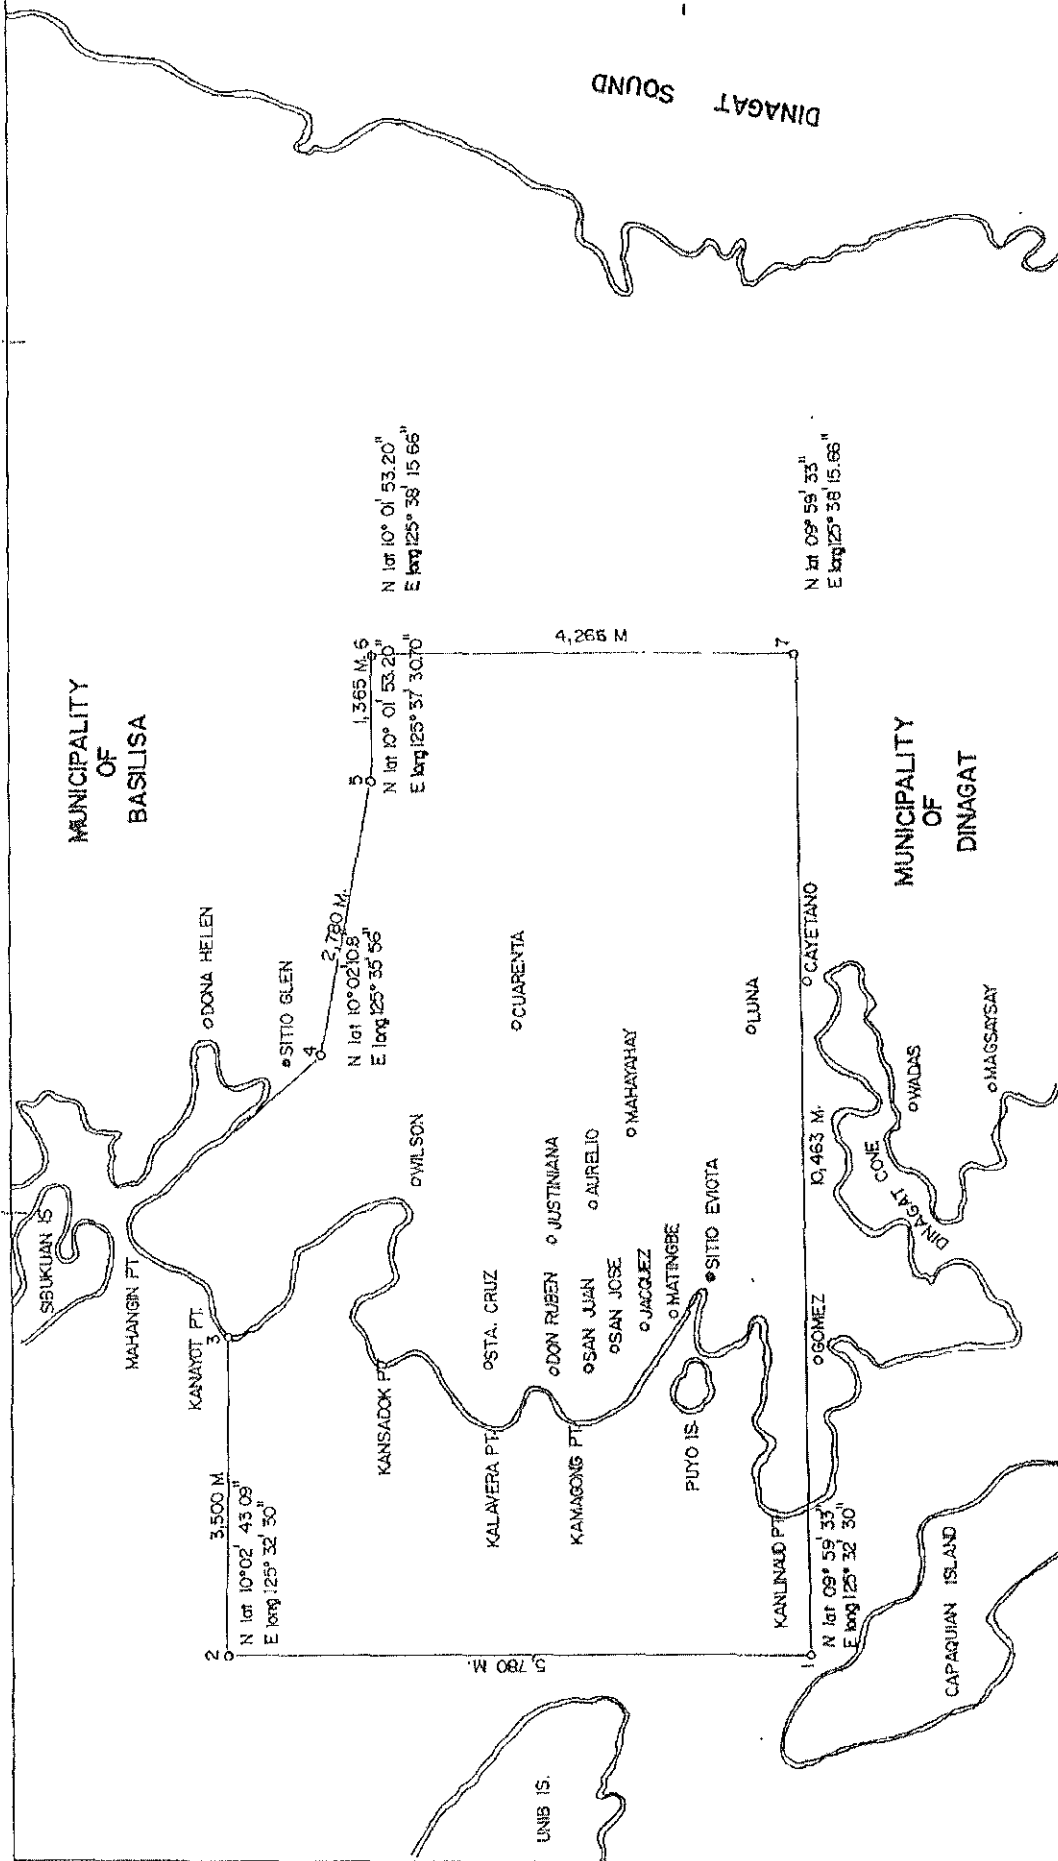 MUNICIPALITY
OF
BASILISA
SIBUKUAN IS
MAHANGIN PT
DONA HELEN
SITIO GLEN
KANAYOT PT.
2
3,500 M
3
N lat 10°02' 43 09"
E long 125° 32' 30"
4
2,780 M.
N lat 10°02'10.8
E long 125° 35' 56"
5
1,365 M.
6
N lat 10° 01' 53.20"
E long 125° 37' 30.70"
N lat 10° 01' 53.20"
E long 125° 38' 15 66"
KANSADOK PT
WILSON
STA. CRUZ
CUARENTA
KALAVERA PT.
DON RUBEN
JUSTINIANA
UNIB IS.
5,780 M.
KAMAGONG PT.
SAN JUAN
AURELIO
SAN JOSE
MAHAYAHAY
4,265 M
JACQUEZ
MATINGBE
SITIO EVIOTA
PUYO IS.
LUNA
KANLINAUD PT
1
GOMEZ
10,463 M.
CAYETANO
7
N lat 09° 59' 33"
E long 125° 32' 30"
N lat 09° 59' 33"
E long 125° 38' 15.66"
DINAGAT COVE
WADAS
MUNICIPALITY
OF
DINAGAT
CAPAQUIAN ISLAND
MAGSAYSAY
DINAGAT SOUND